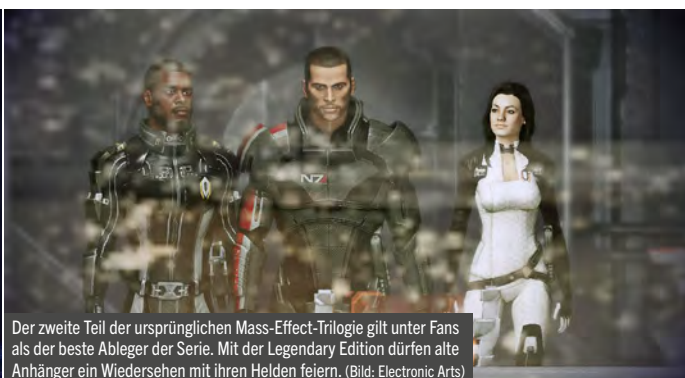 N7
Der zweite Teil der ursprünglichen Mass-Effect-Trilogie gilt unter Fans
als der beste Ableger der Serie. Mit der Legendary Edition dürfen alte
Anhänger ein Wiedersehen mit ihren Helden feiern. (Bild: Electronic Arts)